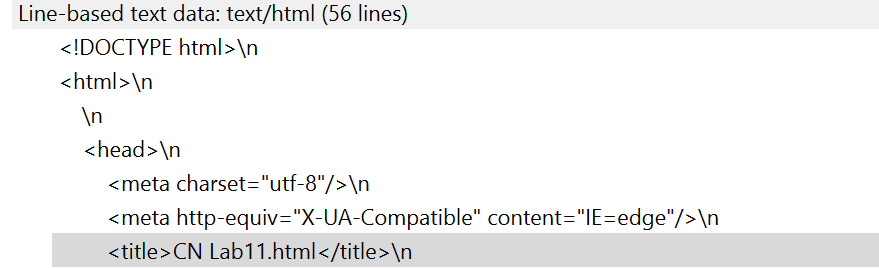 Line-based text data: text/html (56 lines)
<!DOCTYPE html>\n
<html>\n
\n
<head>\n
<meta charset="utf-8"/>\n
<meta http-equiv="X-UA-Compatible" content="IE=edge"/>\n
<title>CN Lab11.html</title>\n